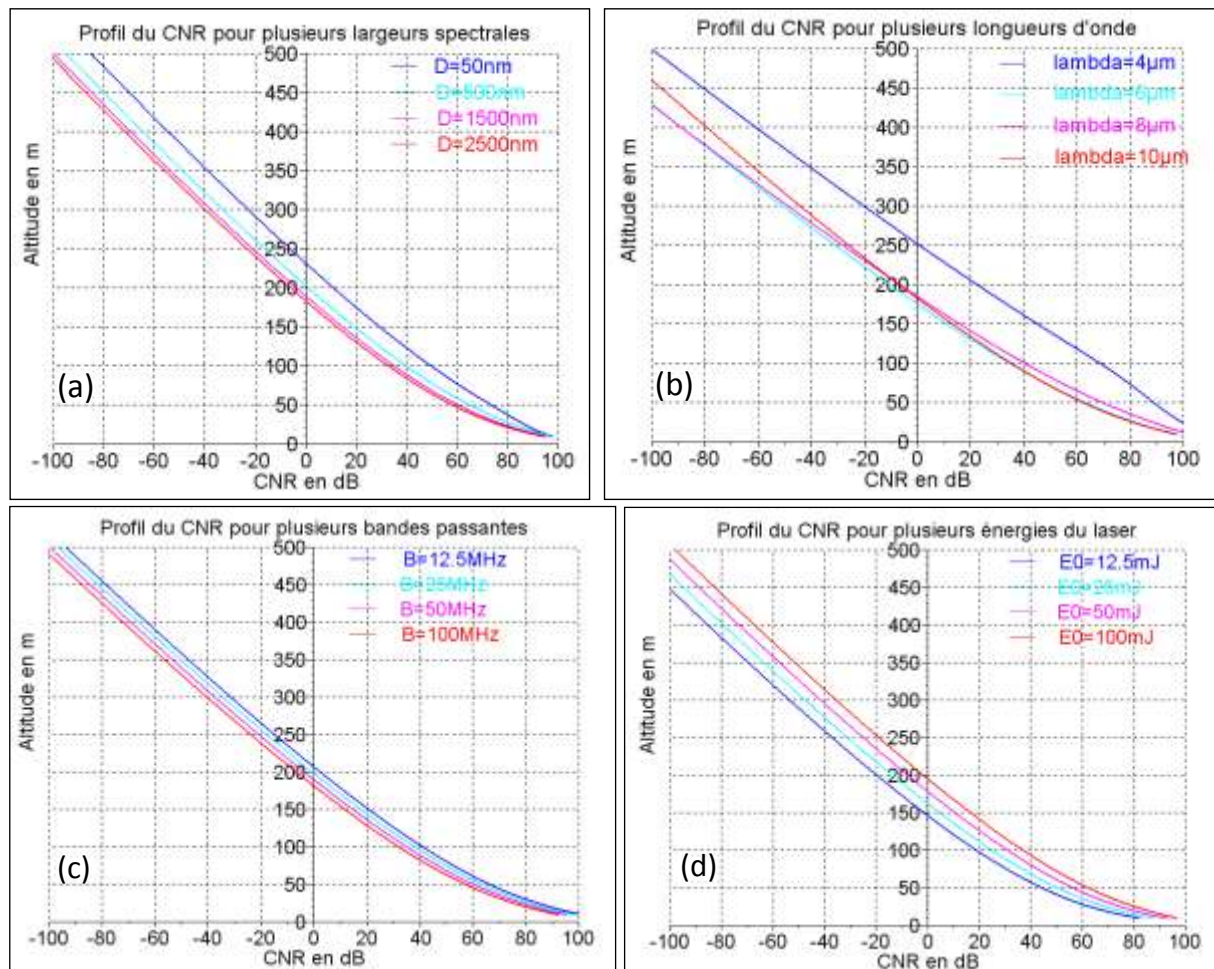 Profil du CNR pour plusieurs largeurs spectrales
500
450
400
350
300
250
200
150
100
50
0
Altitude en m
D=50nm
D=500nm
D=1500nm
D=2500nm
(a)
-100 -80 -60 -40 -20 0 20 40 60 80 100
CNR en dB
Profil du CNR pour plusieurs longueurs d'onde
500
450
400
350
300
250
200
150
100
50
0
Altitude en m
lambda=4µm
lambda=6µm
lambda=8µm
lambda=10µm
(b)
-100 -80 -60 -40 -20 0 20 40 60 80 100
CNR en dB
Profil du CNR pour plusieurs bandes passantes
500
450
400
350
300
250
200
150
100
50
0
Altitude en m
B=12.5MHz
B=25MHz
B=50MHz
B=100MHz
(c)
-100 -80 -60 -40 -20 0 20 40 60 80 100
CNR en dB
Profil du CNR pour plusieurs énergies du laser
500
450
400
350
300
250
200
150
100
50
0
Altitude en m
E0=12.5mJ
E0=25mJ
E0=50mJ
E0=100mJ
(d)
-100 -80 -60 -40 -20 0 20 40 60 80 100
CNR en dB